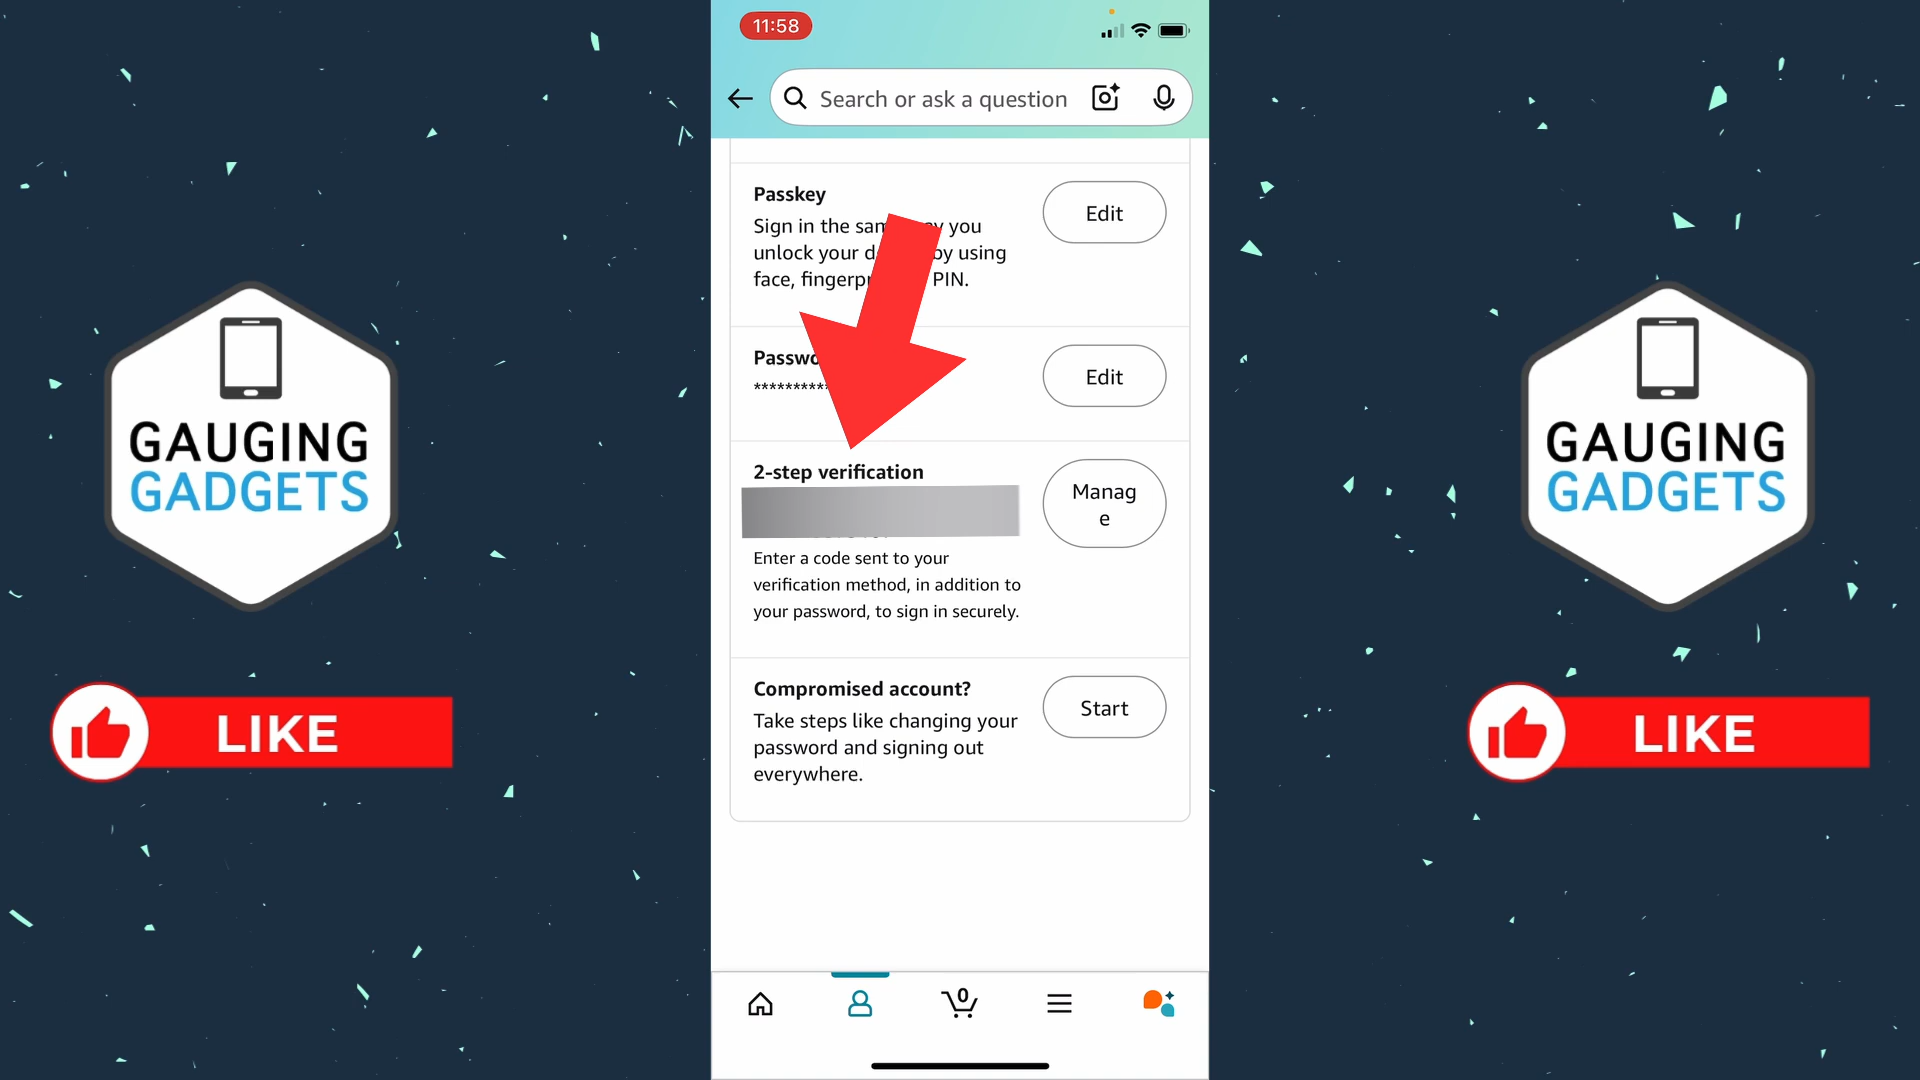 11:58
Search or ask a question
Passkey
Edit
Sign in the you
unlock your by using
face, PIN.
Edit
************
2-step verification
Manag
e
Enter a code sent to your
verification method, in addition to
your password, to sign in securely.
Compromised account?
Start
Take steps like changing your
password and signing out
everywhere.
0
GAUGING
GADGETS
LIKE
GAUGING
GADGETS
LIKE